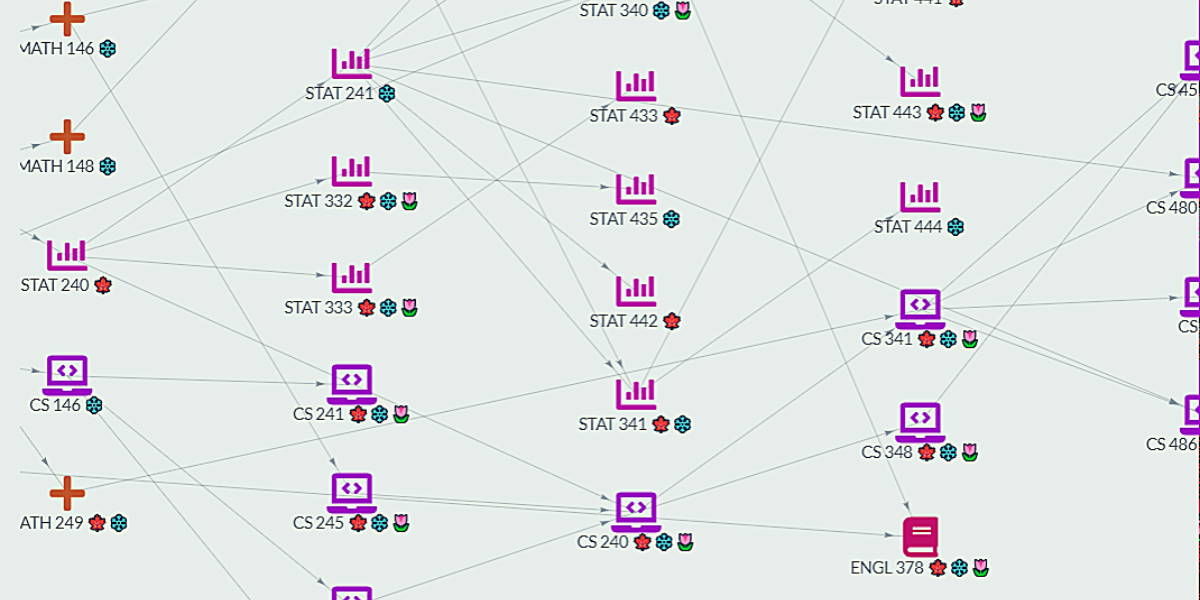 MATH 146
MATH 148
STAT 240
CS 146
ATH 249
STAT 241
STAT 332
STAT 333
CS 241
CS 245
STAT 340
STAT 433
STAT 435
STAT 442
STAT 341
CS 240
STAT 441
STAT 443
STAT 444
CS 341
CS 348
ENGL 378
CS 45
CS 480
CS
CS 486